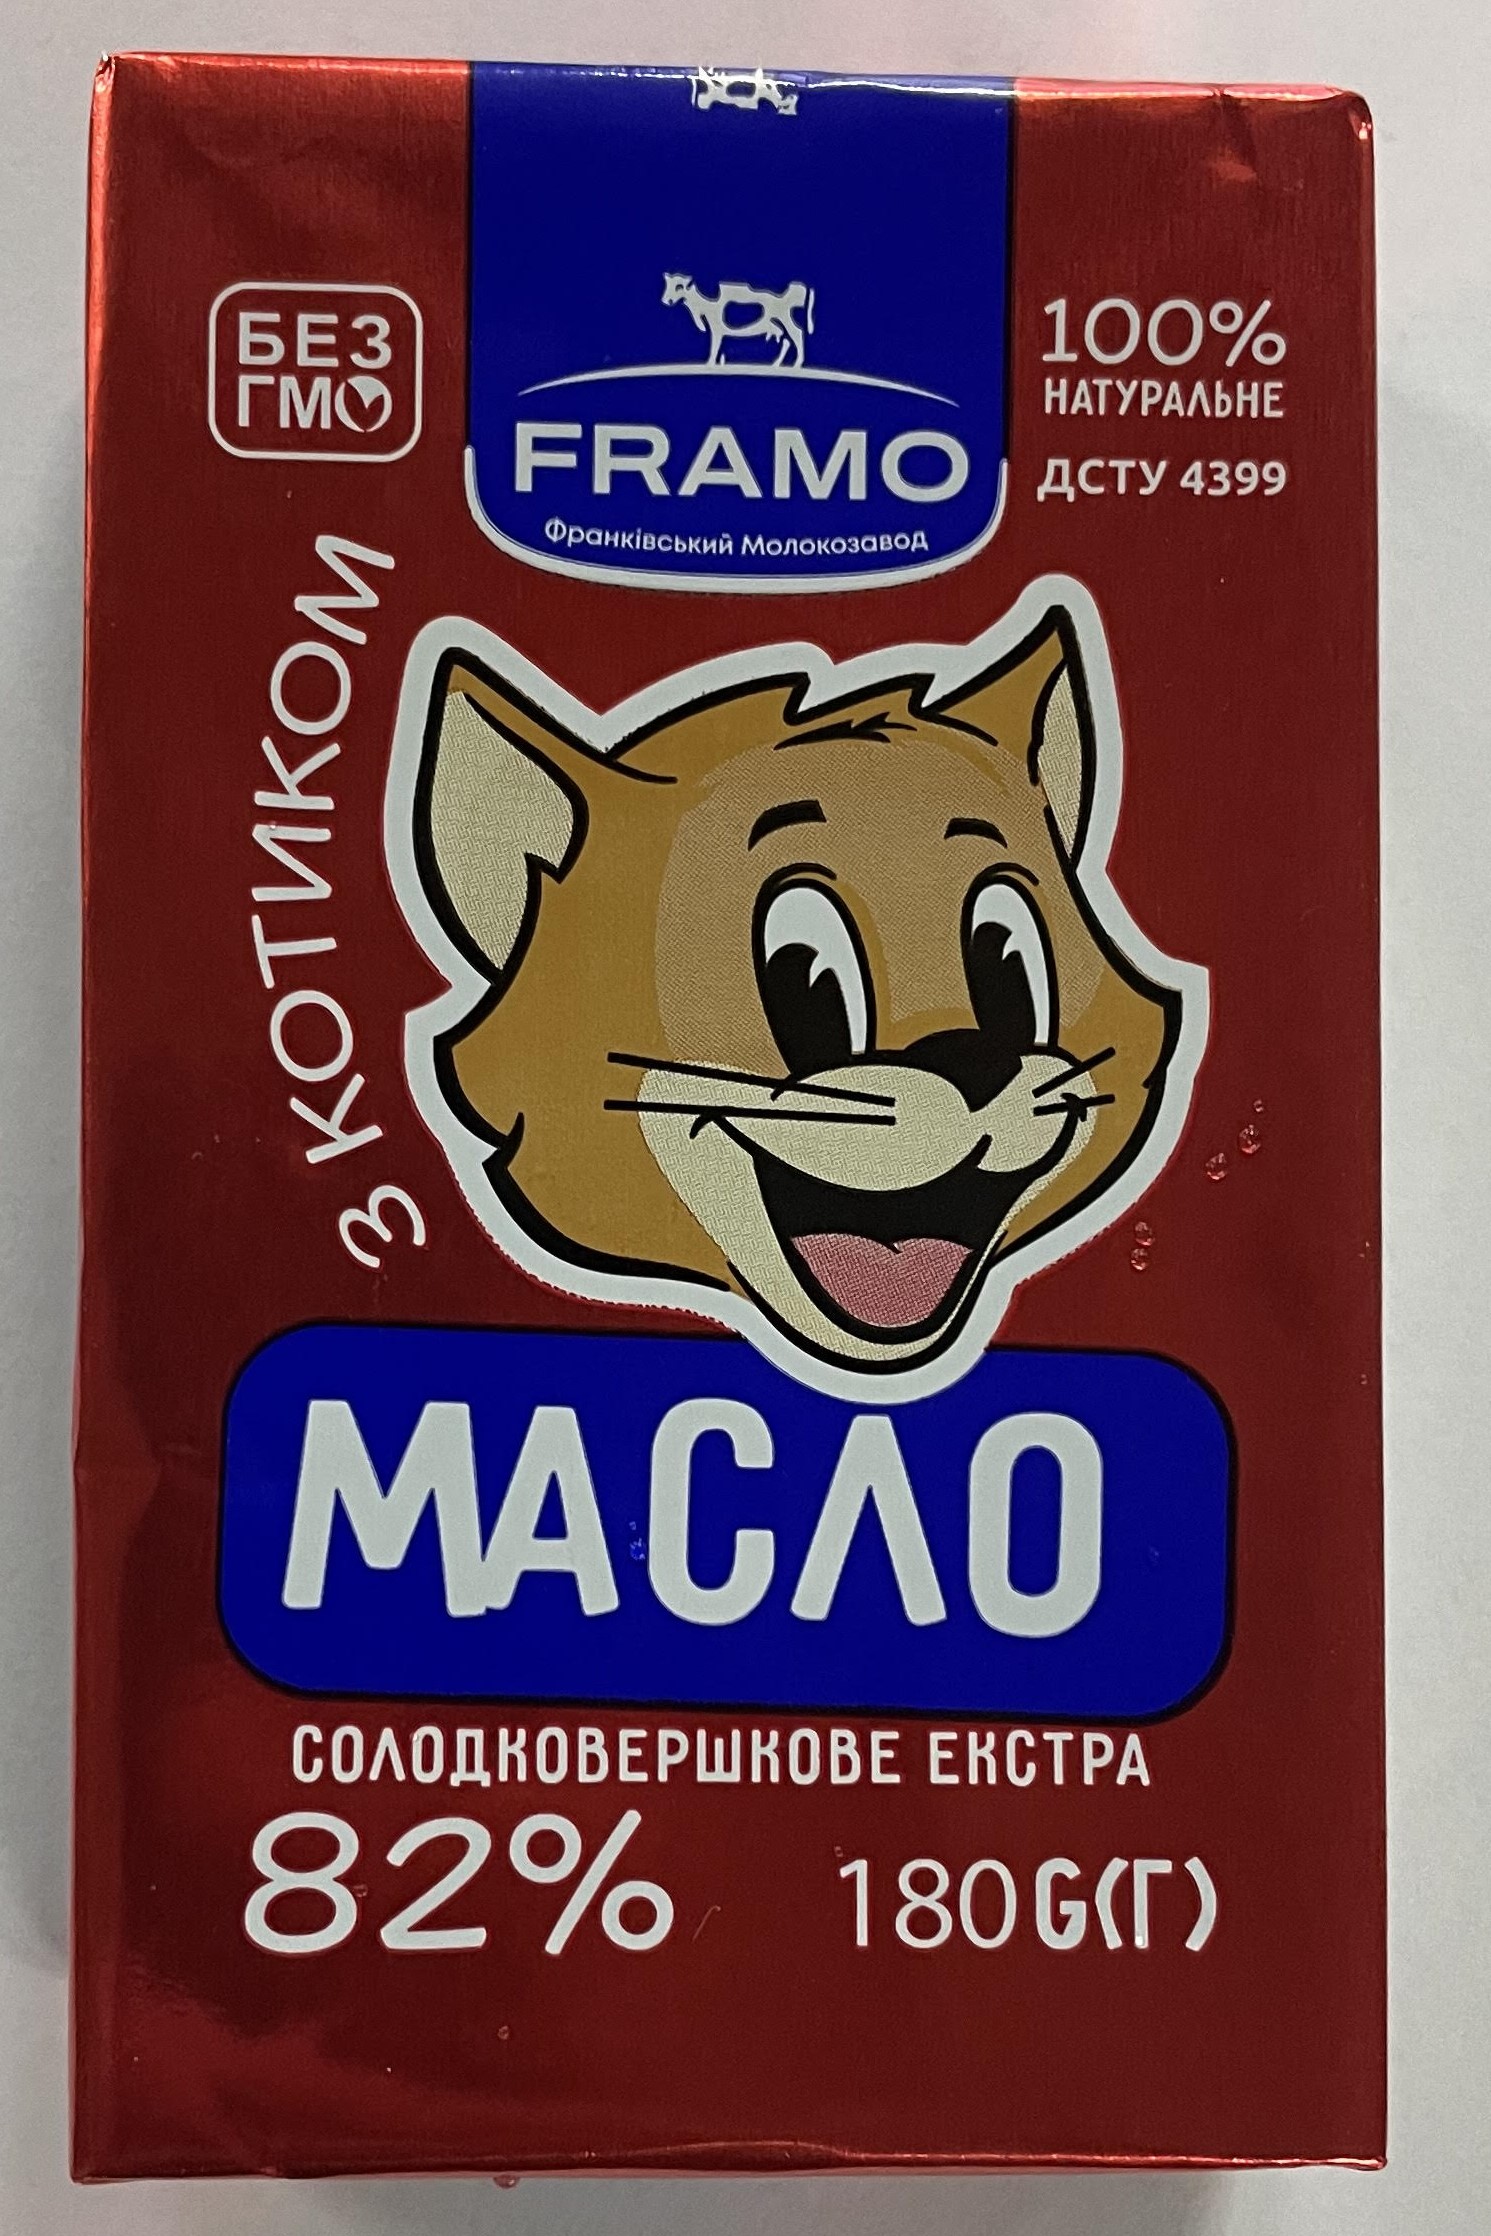 FRAMO
Франківський Молокозавод
БЕЗ
ГМО
100%
НАТУРАЛЬНЕ
ДСТУ 4399
З КОТИКОМ
МАСЛО
СОЛОДКОВЕРШКОВЕ ЕКСТРА
82%
180G(Г)